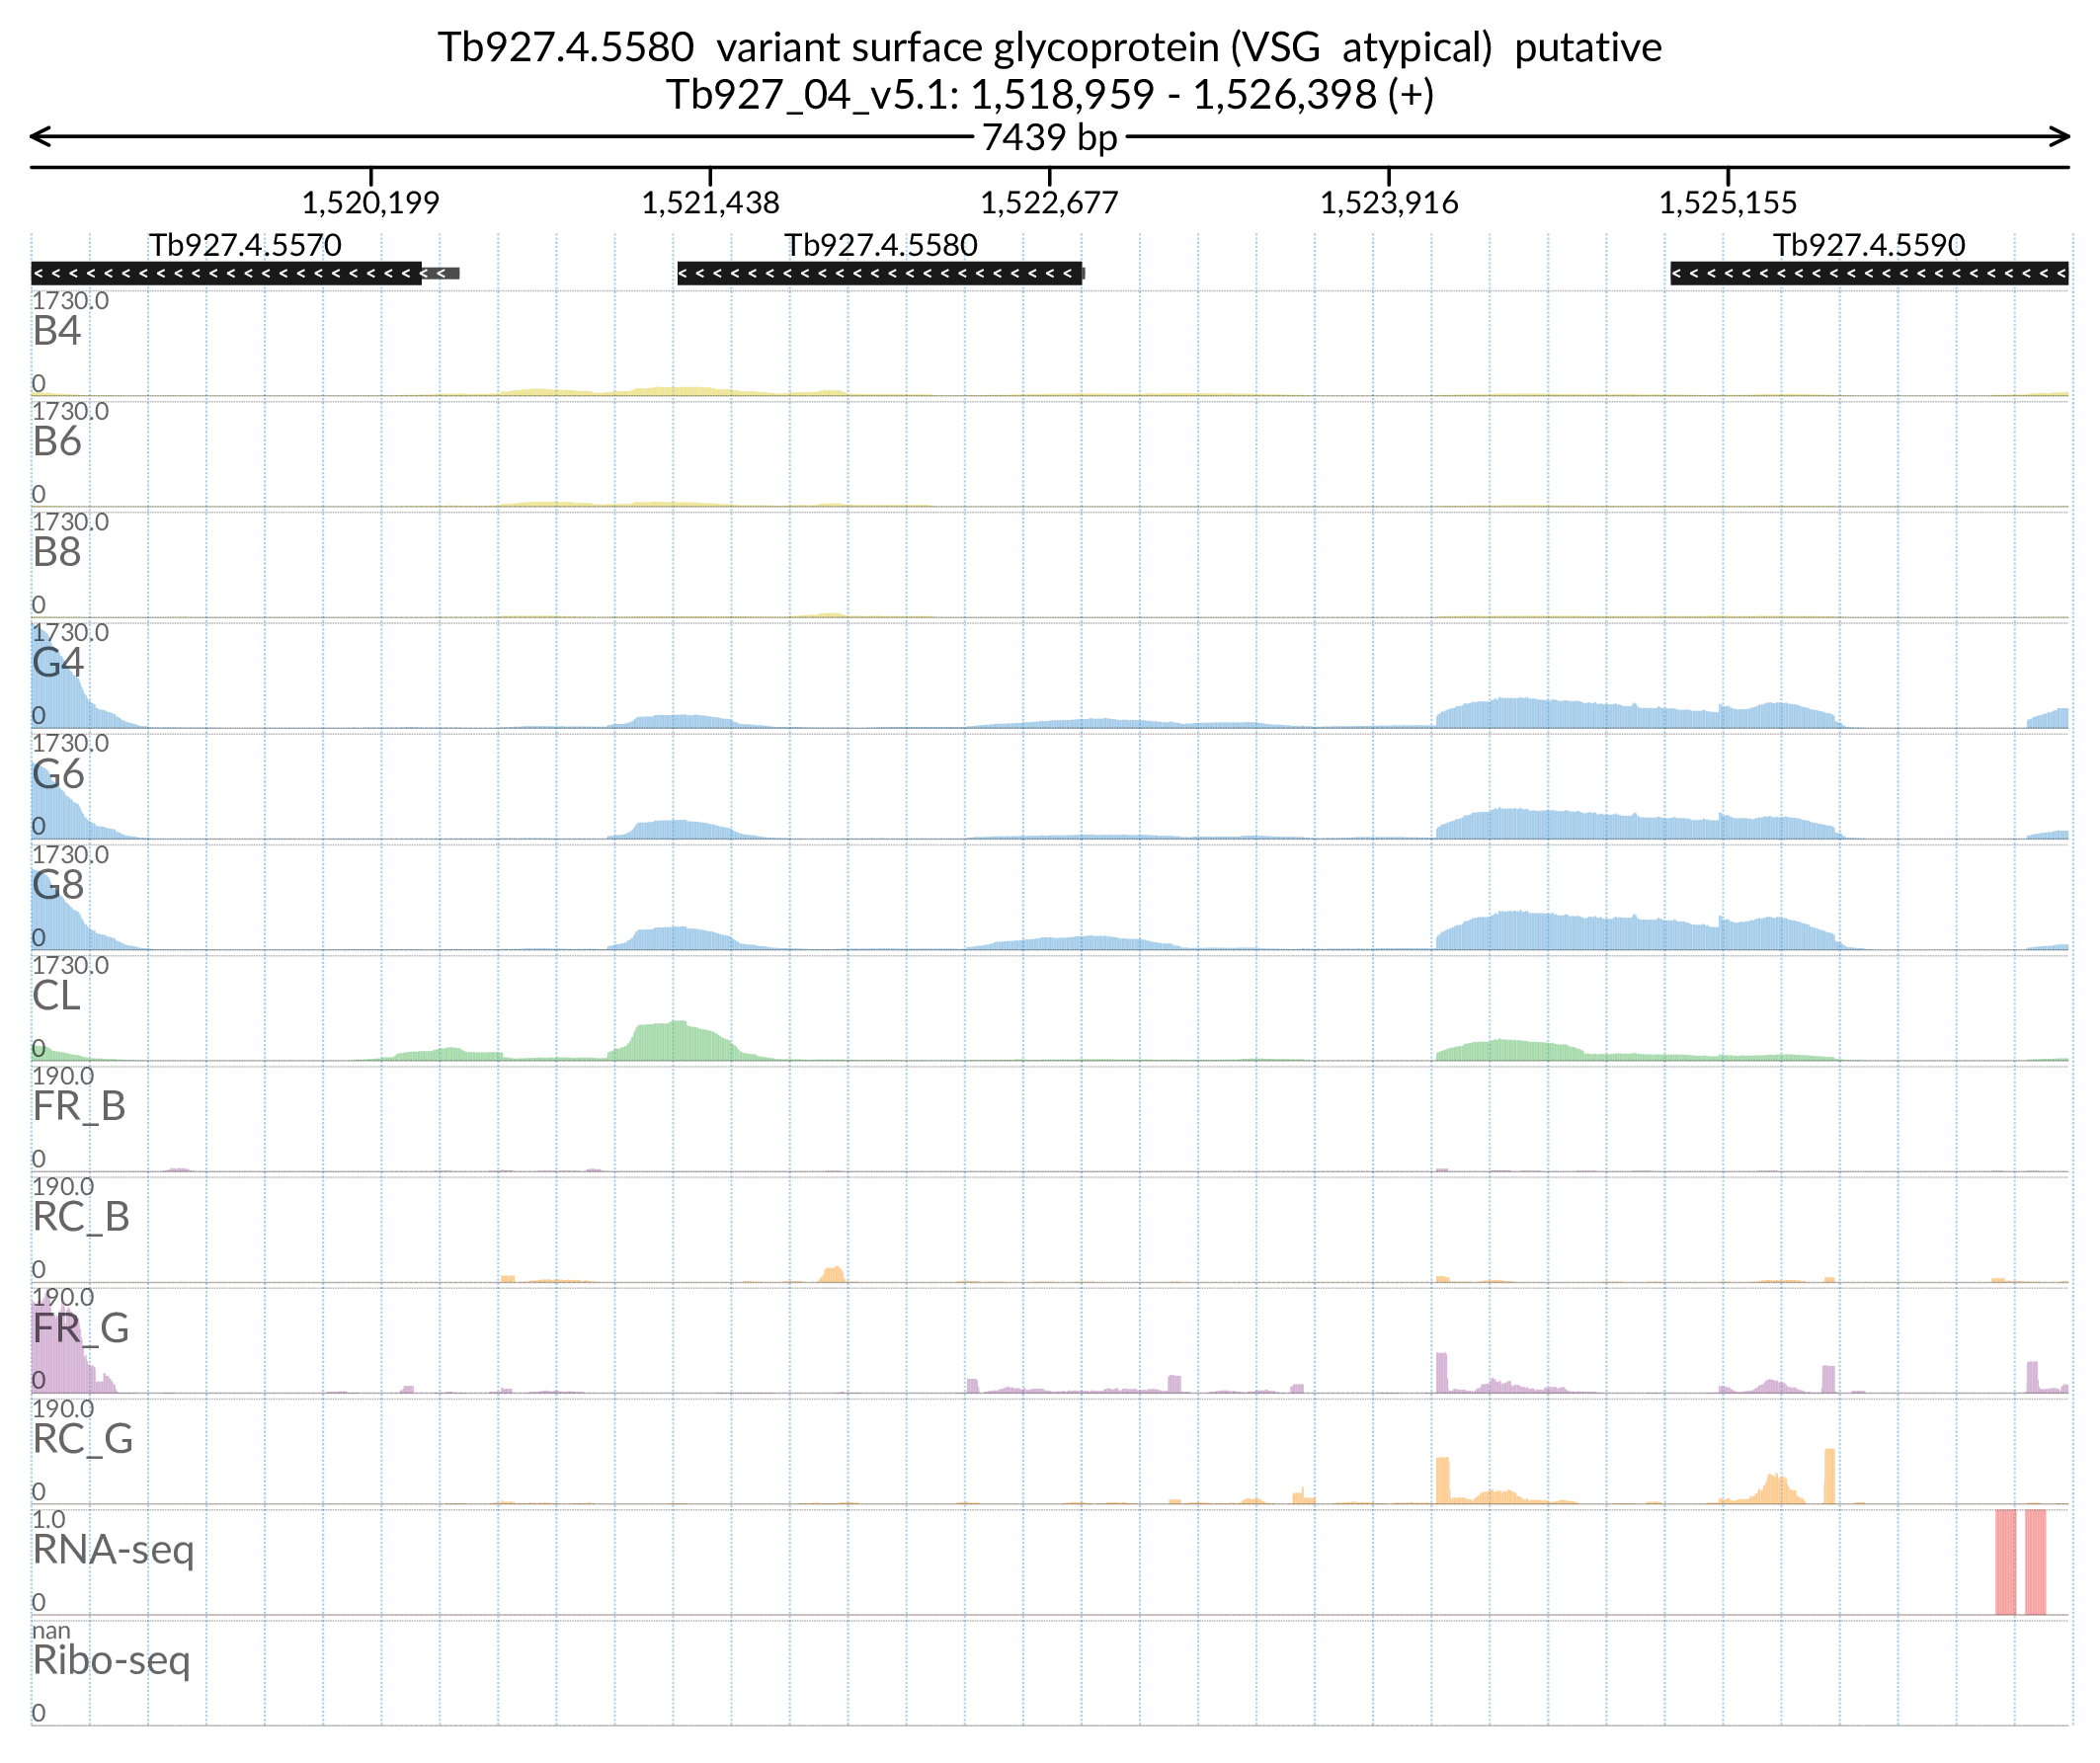 Tb927.4.5580  variant surface glycoprotein (VSG  atypical)  putative
Tb927_04_v5.1: 1,518,959 - 1,526,398 (+)
7439 bp
1,520,199 1,521,438 1,522,677 1,523,916 1,525,155
Tb927.4.5570 Tb927.4.5580 Tb927.4.5590
1730.0
B4
0
1730.0
B6
0
1730.0
B8
0
1730.0
G4
0
1730.0
G6
0
1730.0
G8
0
1730.0
CL
0
190.0
FR_B
0
190.0
RC_B
0
190.0
FR_G
0
190.0
RC_G
0
1.0
RNA-seq
0
nan
Ribo-seq
0